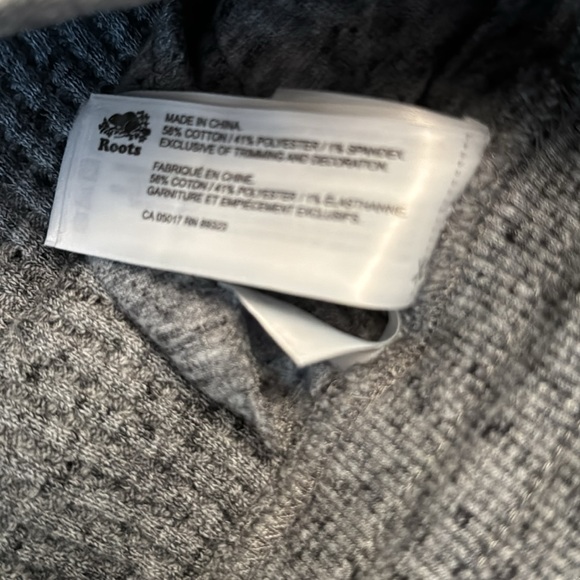 Roots
MADE IN CHINA.
58% COTTON / 41% POLYESTER / 1% SPANDEX
EXCLUSIVE OF TRIMMING AND DECORATION.
FABRIQUÉ EN CHINE.
58% COTON / 41% POLYESTER / 1% ÉLASTHANNE
GARNITURE ET EMPIÈCEMENT EXCLUSIFS.
CA 05017 RN